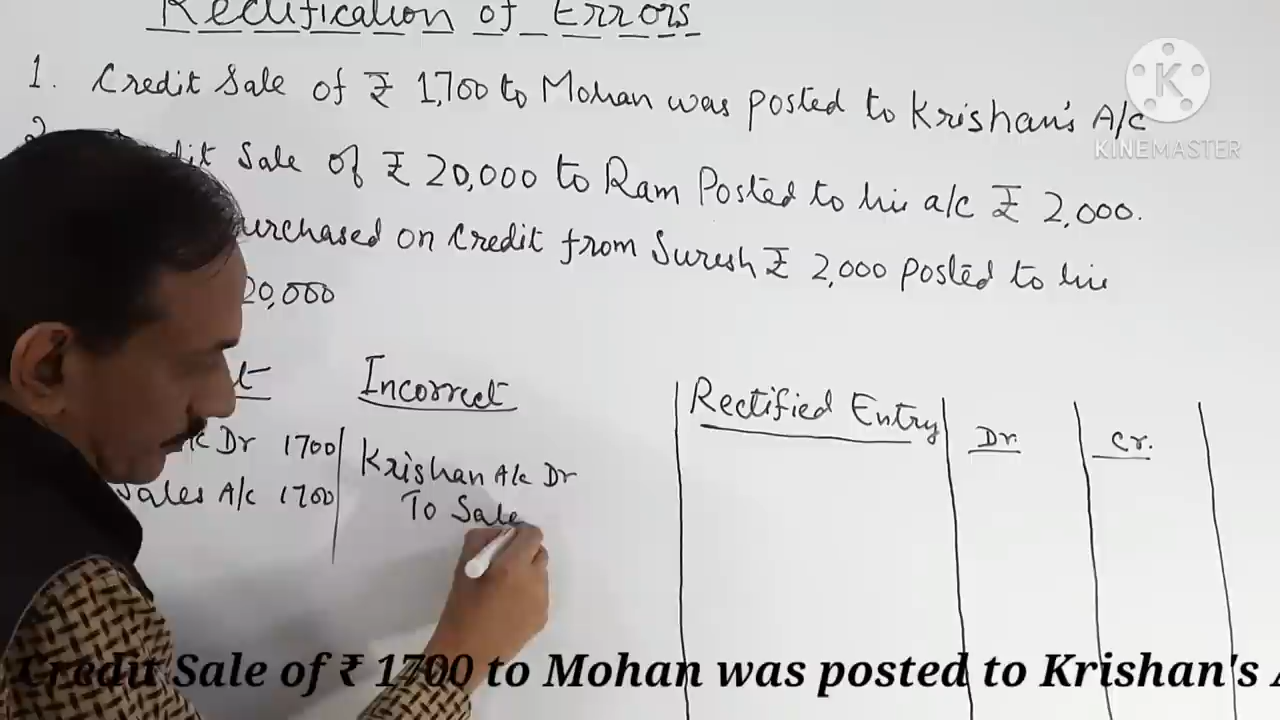 Rectification of Errors
1. Credit Sale of ₹ 1,700 to Mohan was posted to Krishan's A/c
K
KINEMASTER
2. dit Sale of ₹ 20,000 to Ram Posted to his a/c ₹ 2,000.
urchased on Credit from Suresh ₹ 2,000 posted to his
20,000
Incorrect
Rectified Entry Dr. Cr.
Dr 1700 Krishan A/c Dr
Sales A/c 1700 To Sale
Credit Sale of ₹ 1700 to Mohan was posted to Krishan's